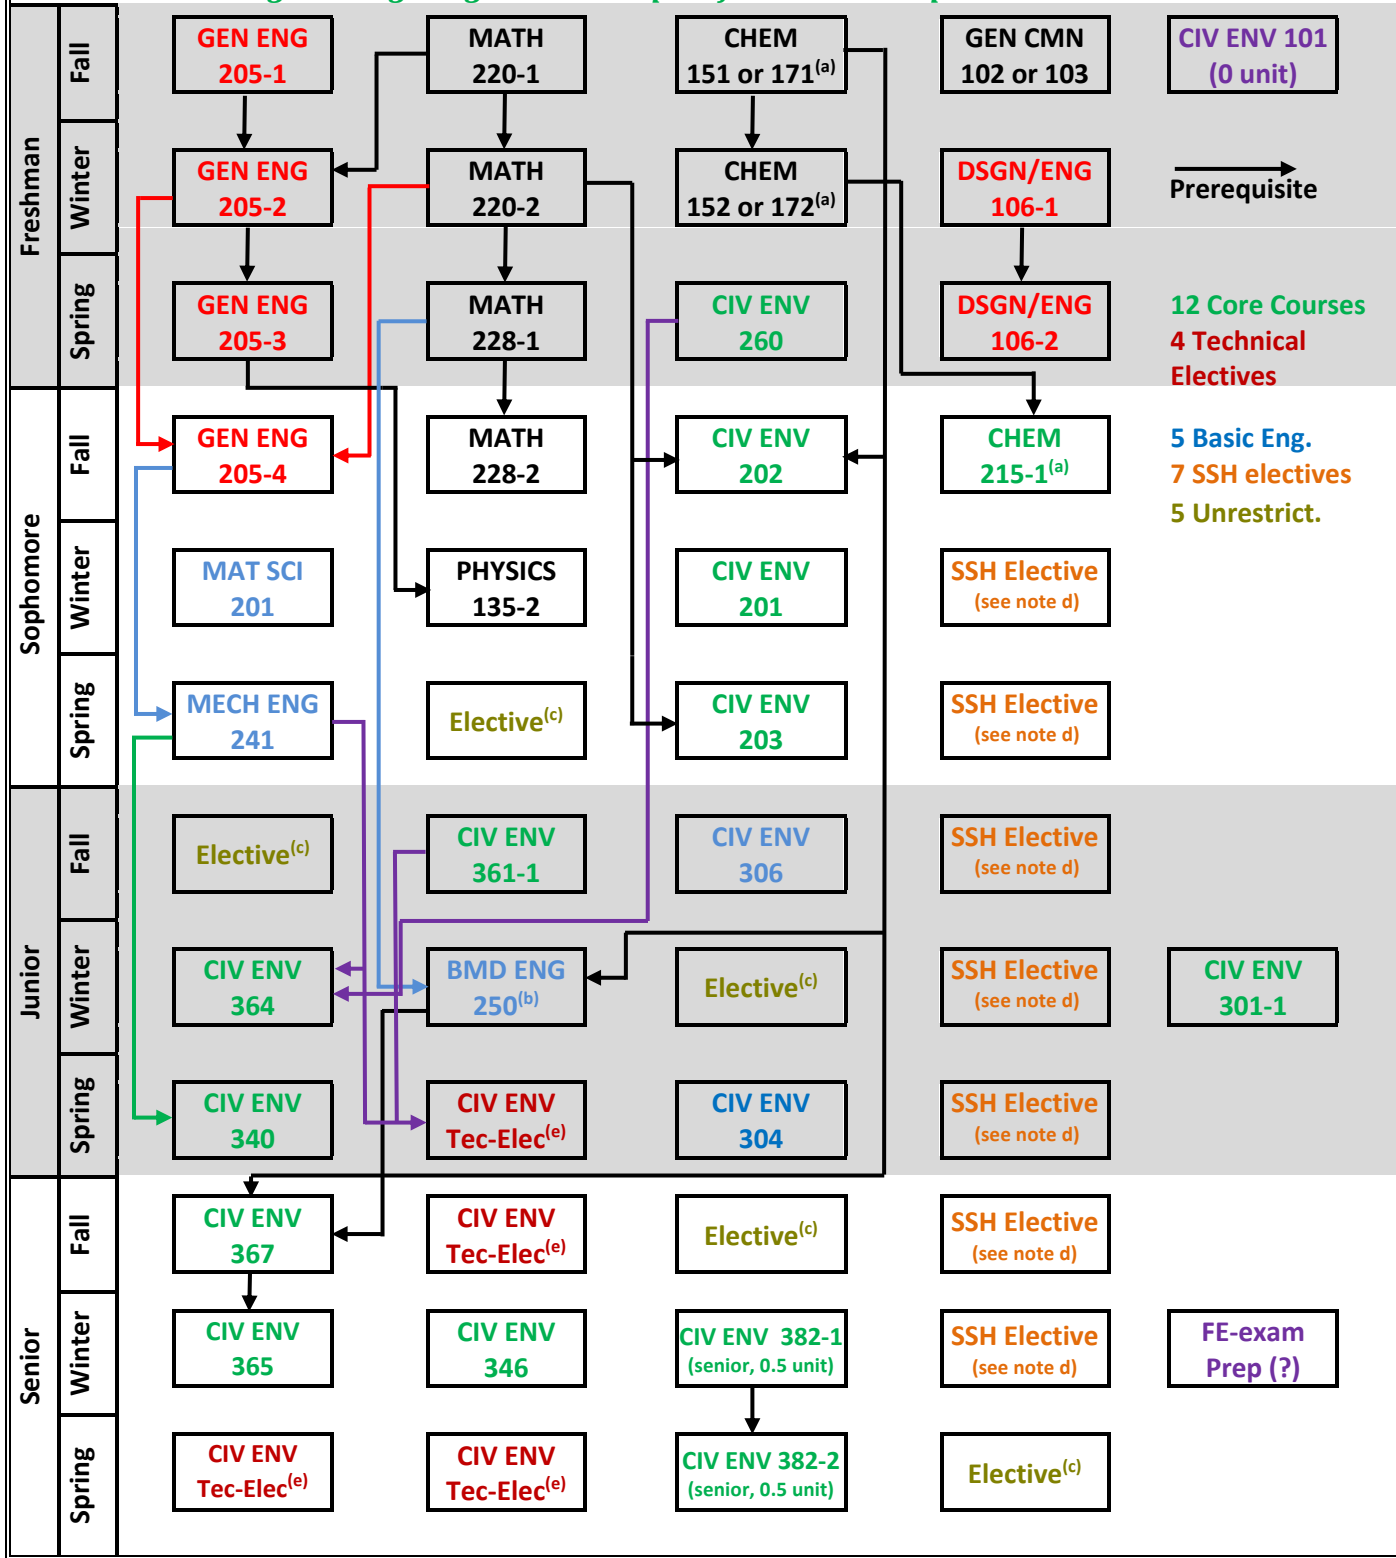 Freshman
Fall
GEN ENG
205-1
MATH
220-1
CHEM
151 or 171(a)
GEN CMN
102 or 103
CIV ENV 101
(0 unit)
Winter
GEN ENG
205-2
MATH
220-2
CHEM
152 or 172(a)
DSGN/ENG
106-1
Prerequisite
Spring
GEN ENG
205-3
MATH
228-1
CIV ENV
260
DSGN/ENG
106-2
12 Core Courses
4 Technical
Electives
Sophomore
Fall
GEN ENG
205-4
MATH
228-2
CIV ENV
202
CHEM
215-1(a)
5 Basic Eng.
7 SSH electives
5 Unrestrict.
Winter
MAT SCI
201
PHYSICS
135-2
CIV ENV
201
SSH Elective
(see note d)
Spring
MECH ENG
241
Elective(c)
CIV ENV
203
SSH Elective
(see note d)
Junior
Fall
Elective(c)
CIV ENV
361-1
CIV ENV
306
SSH Elective
(see note d)
Winter
CIV ENV
364
BMD ENG
250(b)
Elective(c)
SSH Elective
(see note d)
CIV ENV
301-1
Spring
CIV ENV
340
CIV ENV
Tec-Elec(e)
CIV ENV
304
SSH Elective
(see note d)
Senior
Fall
CIV ENV
367
CIV ENV
Tec-Elec(e)
Elective(c)
SSH Elective
(see note d)
Winter
CIV ENV
365
CIV ENV
346
CIV ENV 382-1
(senior, 0.5 unit)
SSH Elective
(see note d)
FE-exam
Prep (?)
Spring
CIV ENV
Tec-Elec(e)
CIV ENV
Tec-Elec(e)
CIV ENV 382-2
(senior, 0.5 unit)
Elective(c)